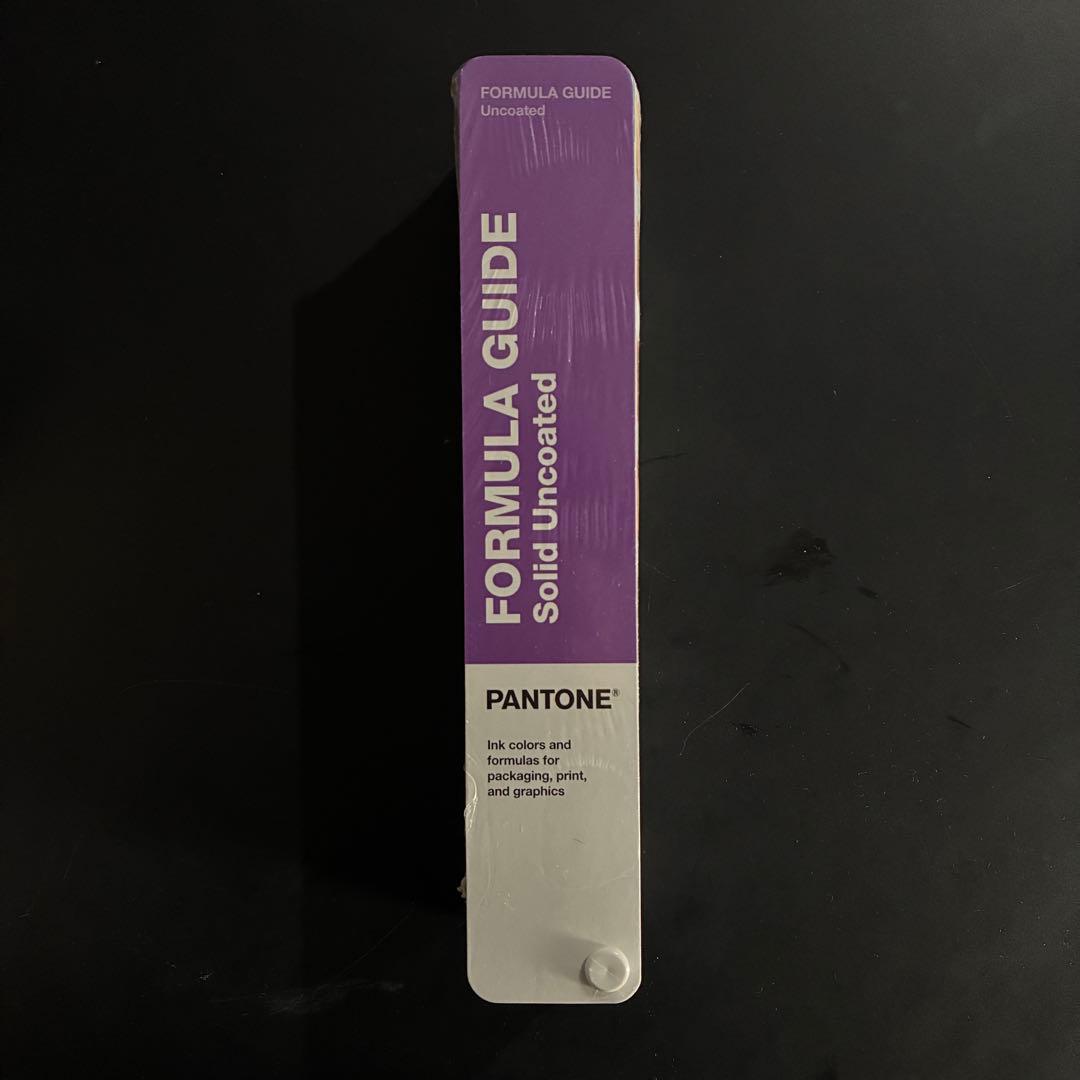 FORMULA GUIDE
Uncoated
FORMULA GUIDE
Solid Uncoated
PANTONE®
Ink colors and
formulas for
packaging, print,
and graphics